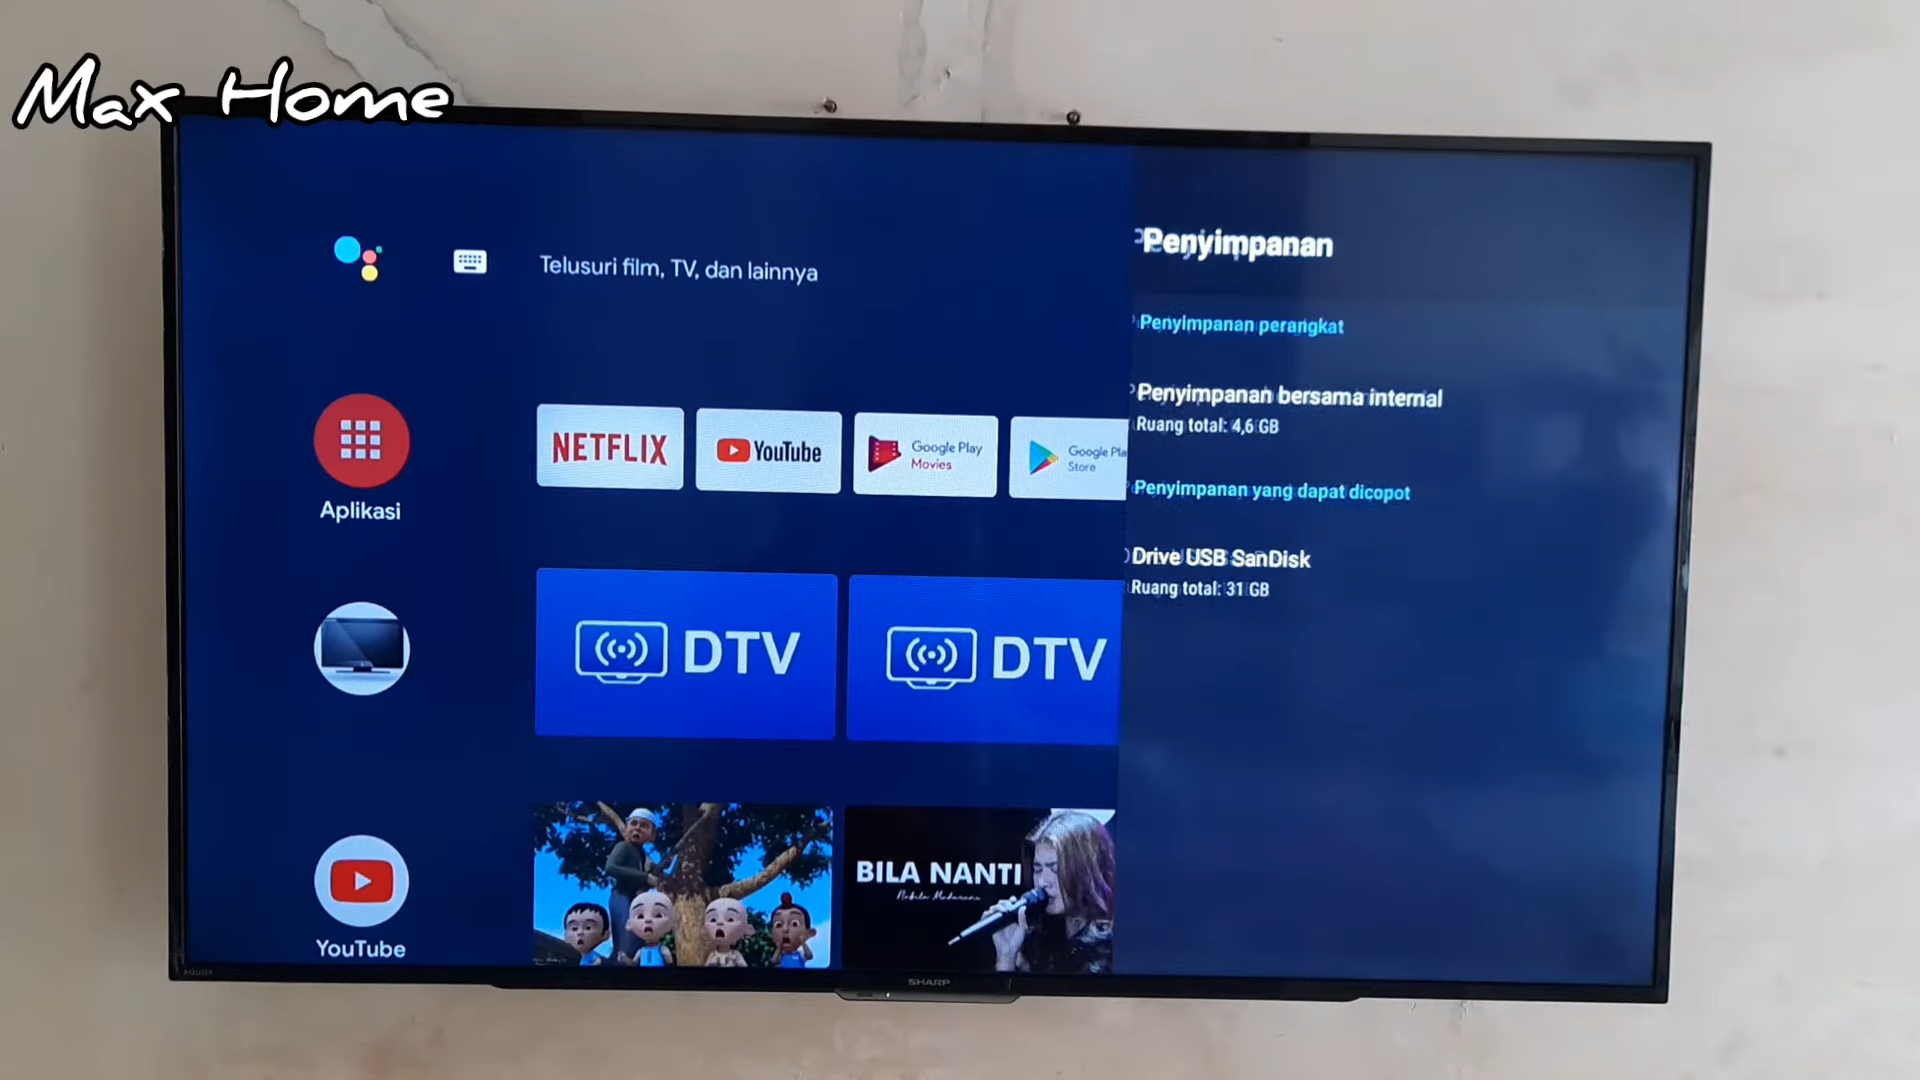 Max Home
Telusuri film, TV, dan lainnya
Aplikasi
NETFLIX
YouTube
Google Play
Movies
Google Pla
Store
DTV
DTV
YouTube
BILA NANTI
Penyimpanan
Penyimpanan perangkat
Penyimpanan bersama internal
Ruang total: 4,6 GB
Penyimpanan yang dapat dicopot
Drive USB SanDisk
Ruang total: 31 GB
AQUOS
SHARP